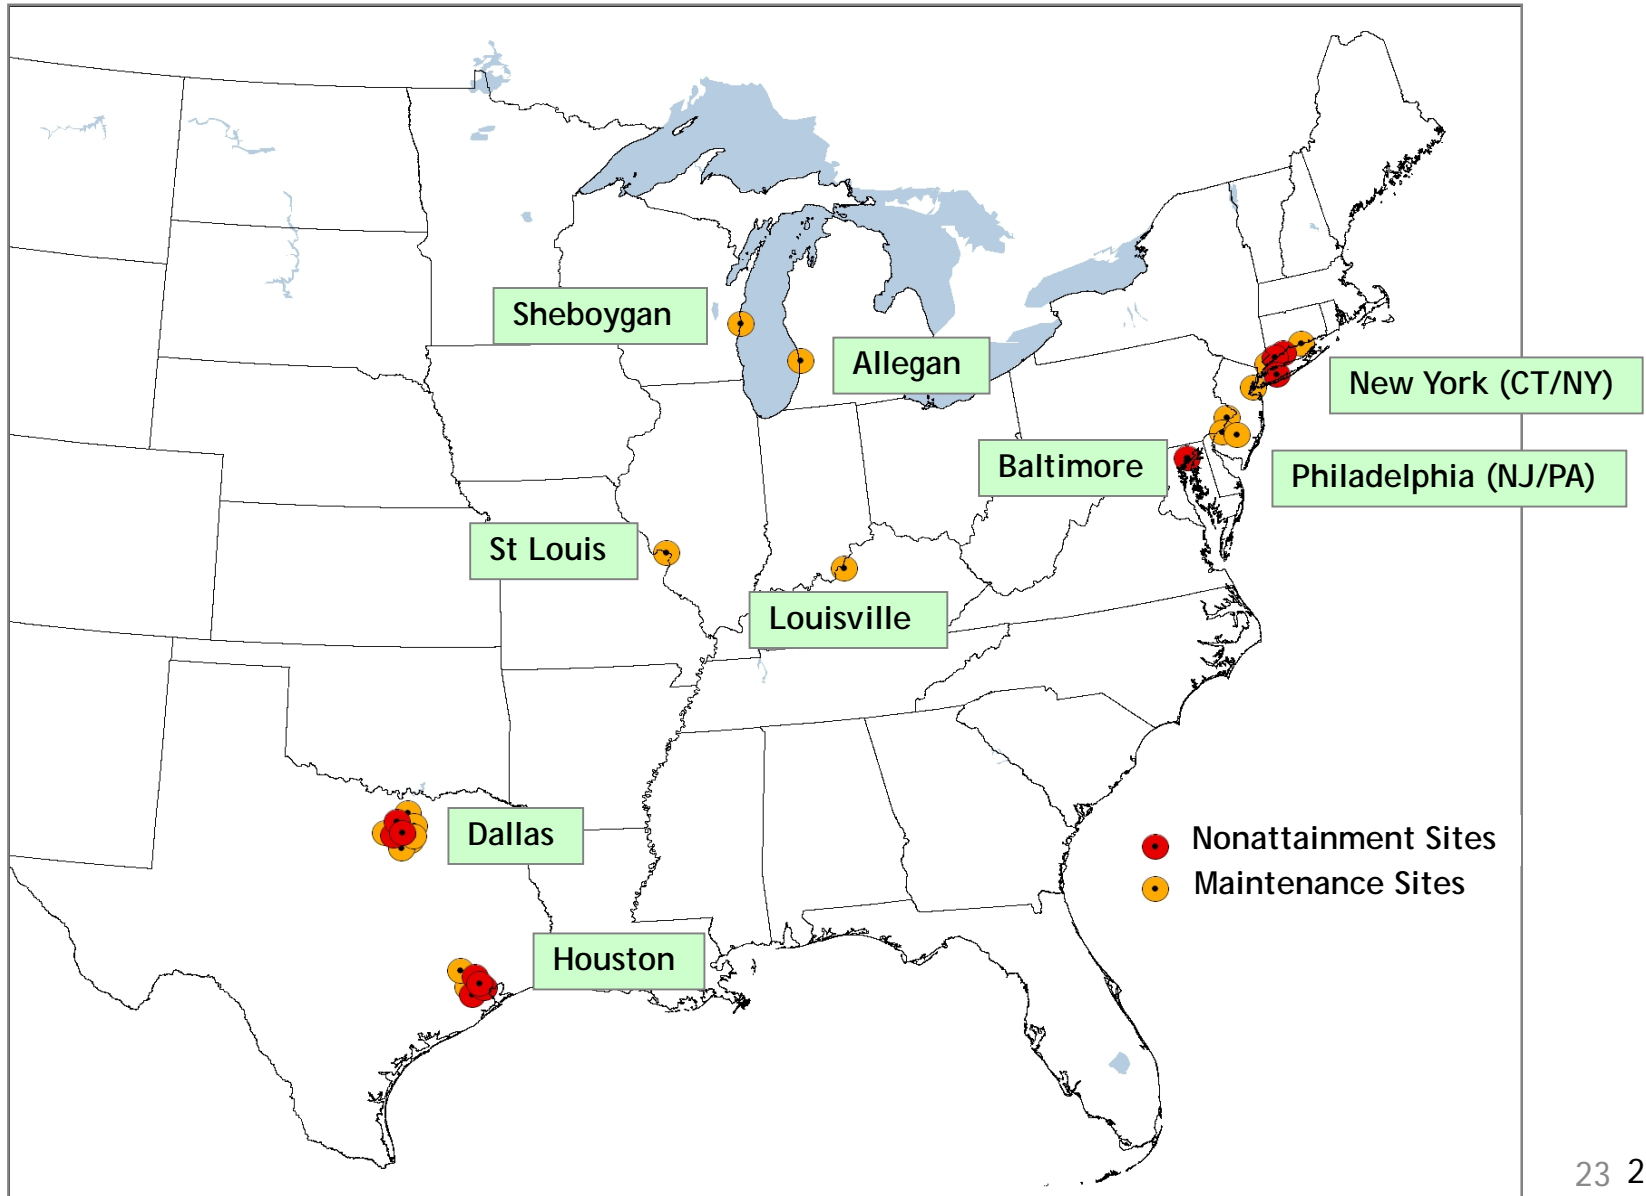 Sheboygan
Allegan
New York (CT/NY)
Baltimore
Philadelphia (NJ/PA)
St Louis
Louisville
Dallas
Nonattainment Sites
Maintenance Sites
Houston
23 2